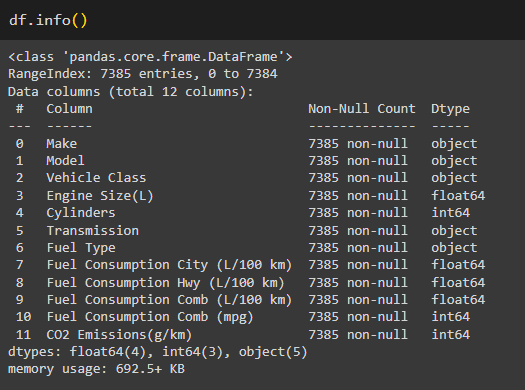 df.info()
<class 'pandas.core.frame.DataFrame'>
RangeIndex: 7385 entries, 0 to 7384
Data columns (total 12 columns):
 #   Column                            Non-Null Count  Dtype
---  ------                            --------------  -----
 0   Make                              7385 non-null   object
 1   Model                             7385 non-null   object
 2   Vehicle Class                     7385 non-null   object
 3   Engine Size(L)                    7385 non-null   float64
 4   Cylinders                         7385 non-null   int64
 5   Transmission                      7385 non-null   object
 6   Fuel Type                         7385 non-null   object
 7   Fuel Consumption City (L/100 km)  7385 non-null   float64
 8   Fuel Consumption Hwy (L/100 km)   7385 non-null   float64
 9   Fuel Consumption Comb (L/100 km)  7385 non-null   float64
 10  Fuel Consumption Comb (mpg)       7385 non-null   int64
 11  CO2 Emissions(g/km)               7385 non-null   int64
dtypes: float64(4), int64(3), object(5)
memory usage: 692.5+ KB